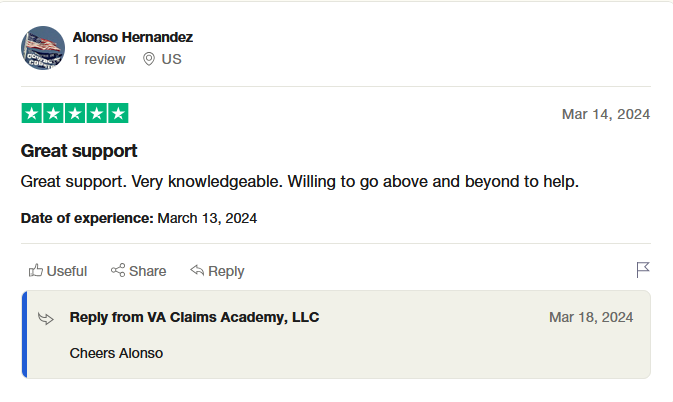 Alonso Hernandez
1 review US
Mar 14, 2024
Great support
Great support. Very knowledgeable. Willing to go above and beyond to help.
Date of experience: March 13, 2024
Useful Share Reply
Reply from VA Claims Academy, LLC Mar 18, 2024
Cheers Alonso